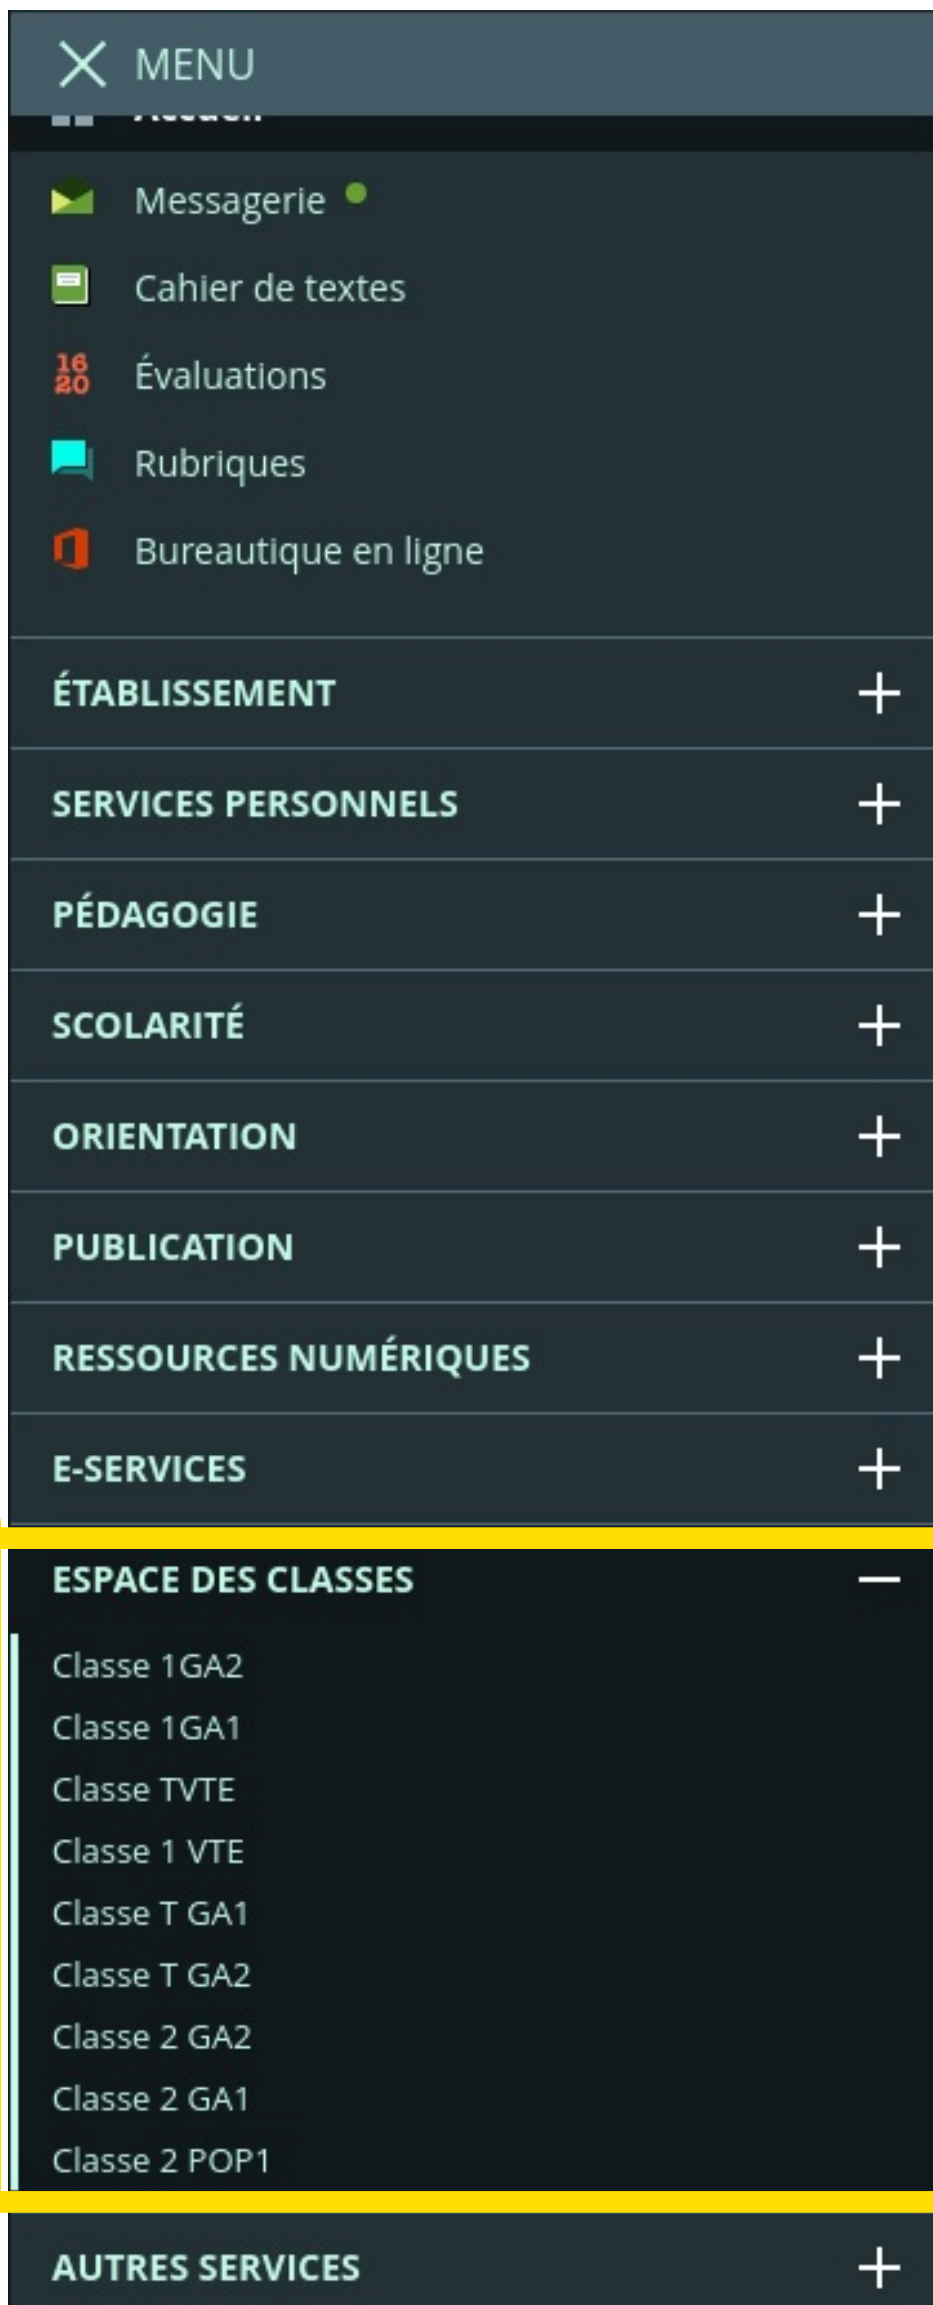 MENU
Accueil
Messagerie
Cahier de textes
16
20
Évaluations
Rubriques
Bureautique en ligne
ÉTABLISSEMENT
SERVICES PERSONNELS
PÉDAGOGIE
SCOLARITÉ
ORIENTATION
PUBLICATION
RESSOURCES NUMÉRIQUES
E-SERVICES
ESPACE DES CLASSES
Classe 1GA2
Classe 1GA1
Classe TVTE
Classe 1 VTE
Classe T GA1
Classe T GA2
Classe 2 GA2
Classe 2 GA1
Classe 2 POP1
AUTRES SERVICES